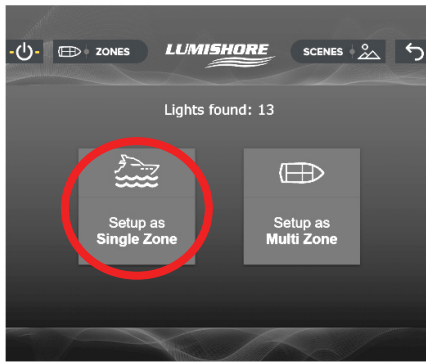 ZONES LUMISHORE SCENES
Lights found: 13
Setup as
Single Zone
Setup as
Multi Zone